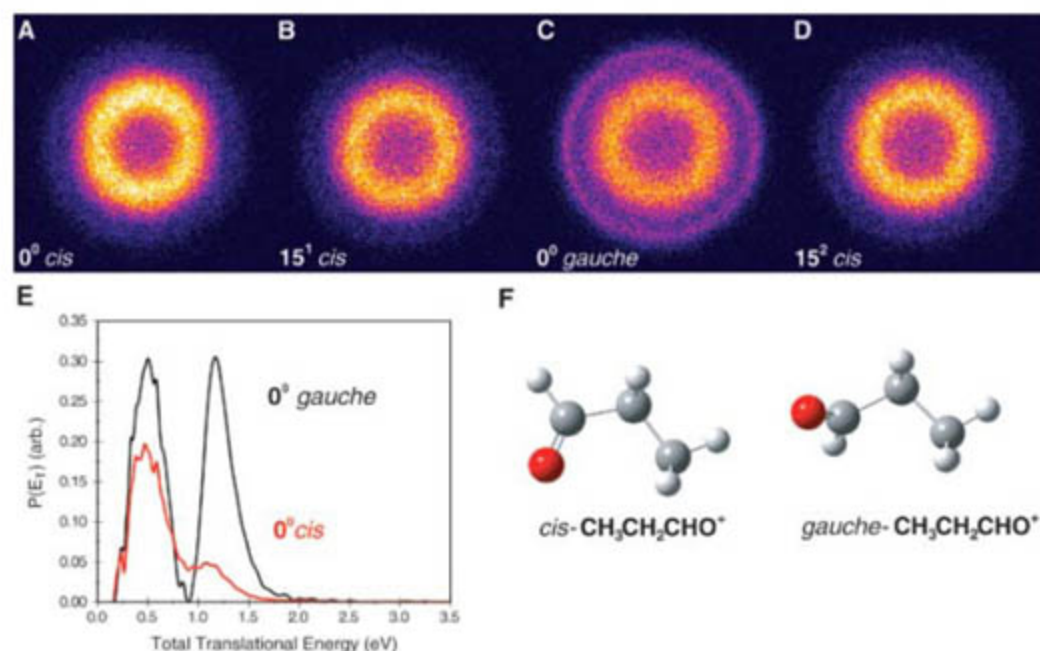 A
B
C
D
0⁰ cis
15¹ cis
0⁰ gauche
15² cis
E
F
0.35
0.30
0.25
0.20
0.15
0.10
0.05
0.00
P(E_T) (arb.)
0⁰ gauche
0⁰ cis
0.0 0.5 1.0 1.5 2.0 2.5 3.0 3.5
Total Translational Energy (eV)
cis- CH₃CH₂CHO⁺
gauche- CH₃CH₂CHO⁺